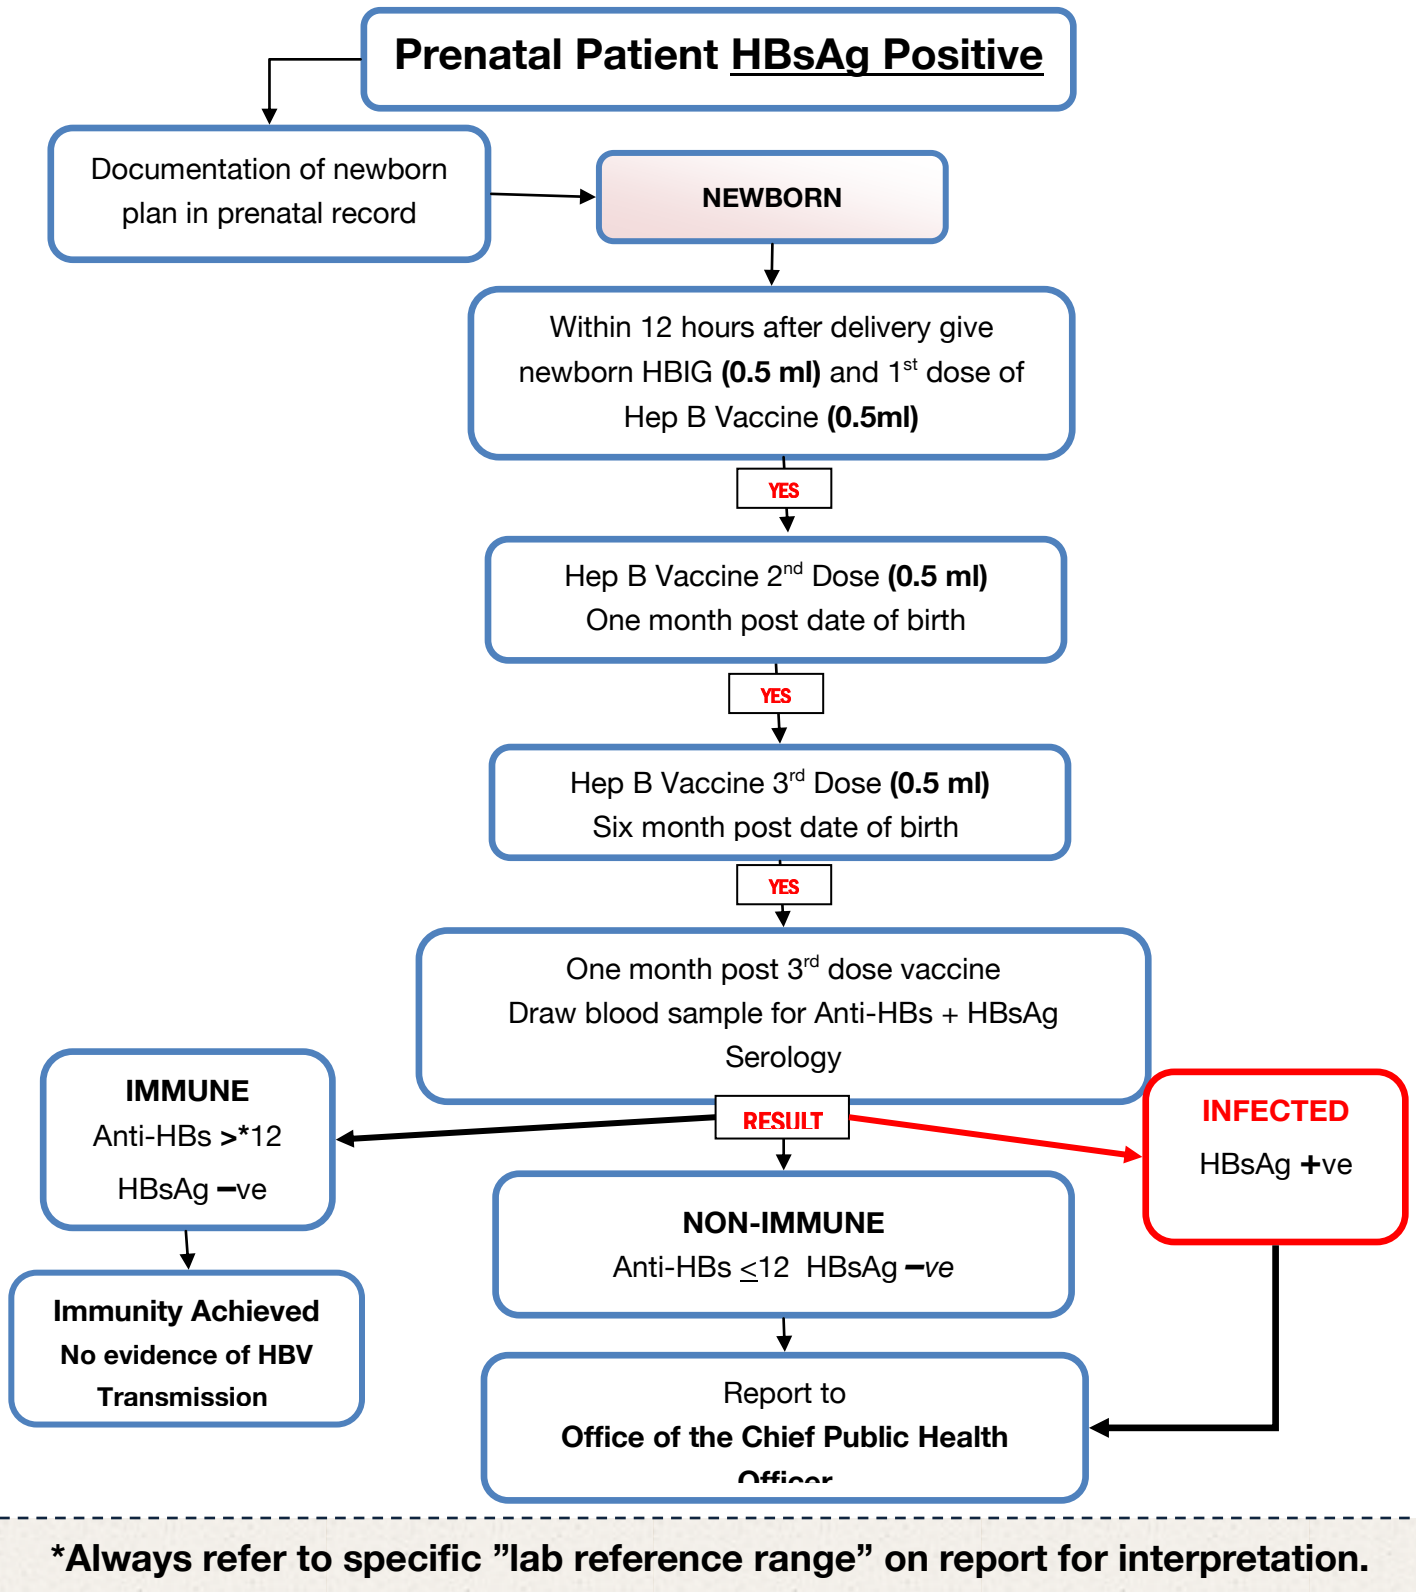 Prenatal Patient HBsAg Positive
Documentation of newborn
plan in prenatal record
NEWBORN
Within 12 hours after delivery give
newborn HBIG (0.5 ml) and 1st dose of
Hep B Vaccine (0.5ml)
YES
Hep B Vaccine 2nd Dose (0.5 ml)
One month post date of birth
YES
Hep B Vaccine 3rd Dose (0.5 ml)
Six month post date of birth
YES
One month post 3rd dose vaccine
Draw blood sample for Anti-HBs + HBsAg
Serology
RESULT
IMMUNE
Anti-HBs >*12
HBsAg –ve
INFECTED
HBsAg +ve
NON-IMMUNE
Anti-HBs ≤12 HBsAg –ve
Immunity Achieved
No evidence of HBV
Transmission
Report to
Office of the Chief Public Health
Officer
*Always refer to specific ”lab reference range” on report for interpretation.